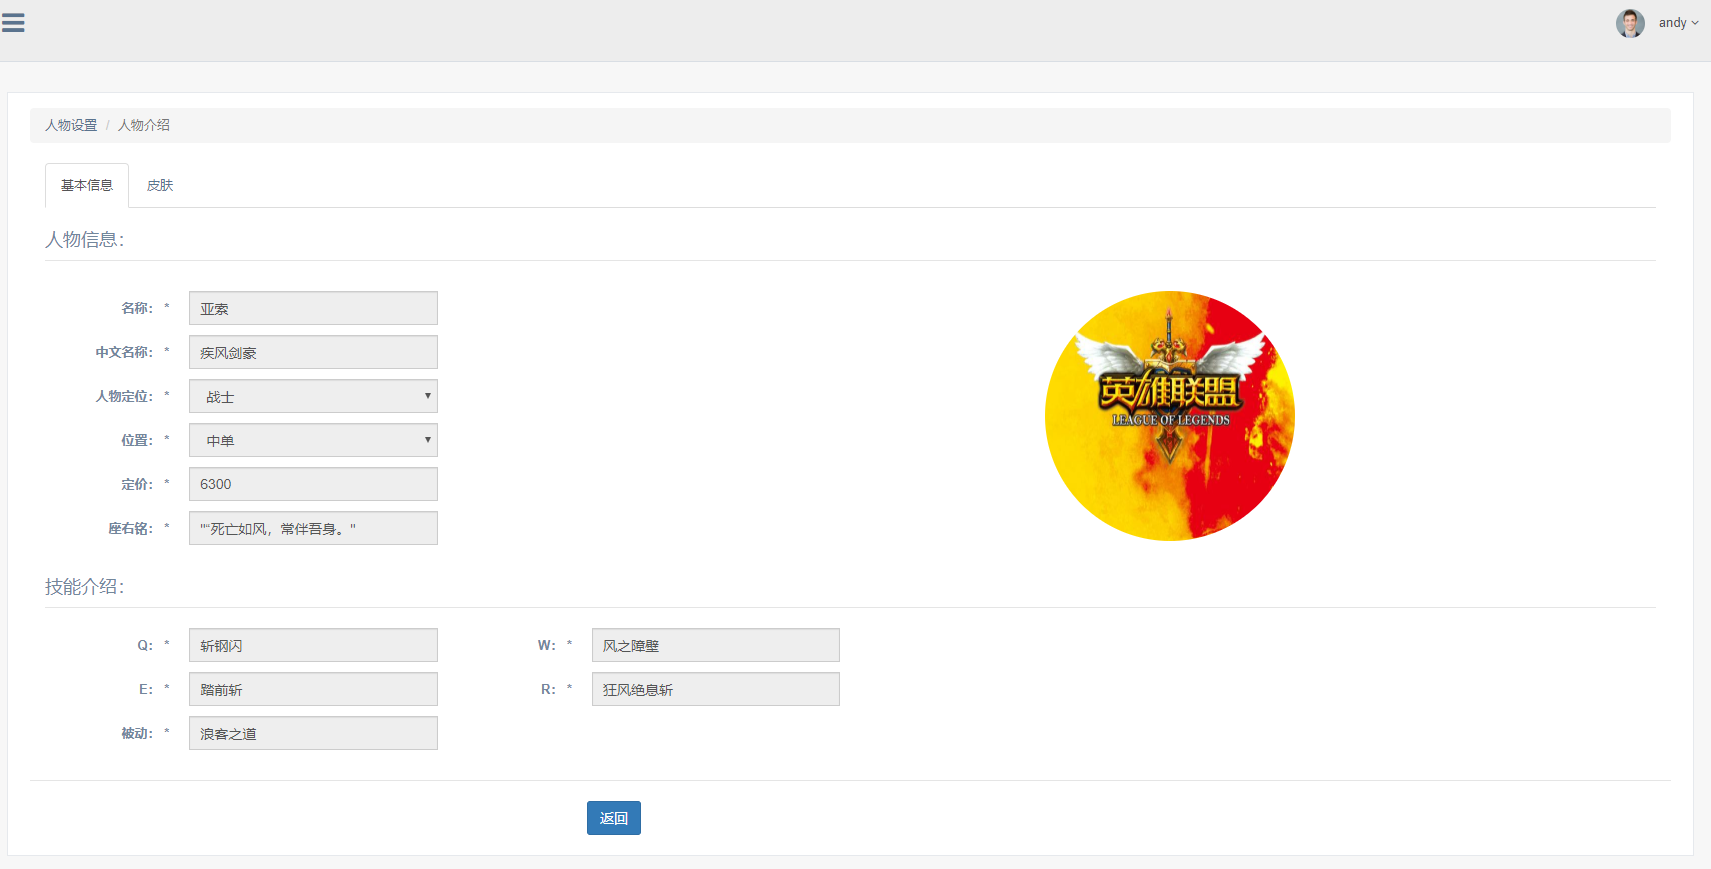 andy
人物设置 / 人物介绍
基本信息 皮肤
人物信息：
名称： * 亚索
中文名称： * 疾风剑豪
人物定位： * 战士
位置： * 中单
定价： * 6300
座右铭： * "“死亡如风，常伴吾身。"
英雄联盟
LEAGUE OF LEGENDS
技能介绍：
Q： * 斩钢闪 W： * 风之障壁
E： * 踏前斩 R： * 狂风绝息斩
被动： * 浪客之道
返回